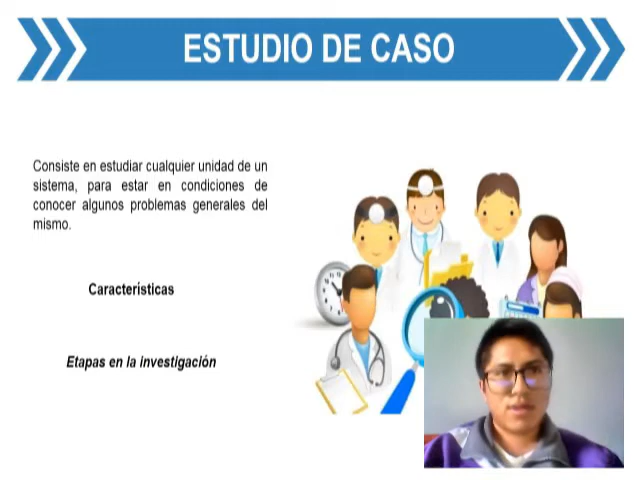 ESTUDIO DE CASO
Consiste en estudiar cualquier unidad de un
sistema, para estar en condiciones de
conocer algunos problemas generales del
mismo.
Características
Etapas en la investigación